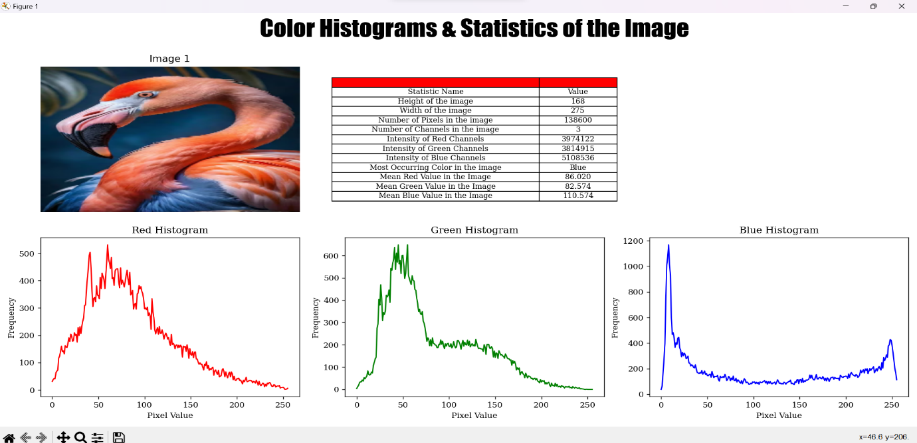 Figure 1
Color Histograms & Statistics of the Image
Image 1
Statistic Name Value
Height of the image 168
Width of the image 275
Number of Pixels in the image 138600
Number of Channels in the image 3
Intensity of Red Channels 3974122
Intensity of Green Channels 3814915
Intensity of Blue Channels 5108536
Most Occurring Color in the image Blue
Mean Red Value in the Image 86.020
Mean Green Value in the Image 82.574
Mean Blue Value in the Image 110.574
Red Histogram
Frequency
500
400
300
200
100
0
0 50 100 150 200 250
Pixel Value
Green Histogram
Frequency
600
500
400
300
200
100
0
0 50 100 150 200 250
Pixel Value
Blue Histogram
Frequency
1200
1000
800
600
400
200
0
0 50 100 150 200 250
Pixel Value
x=46.6 y=206.